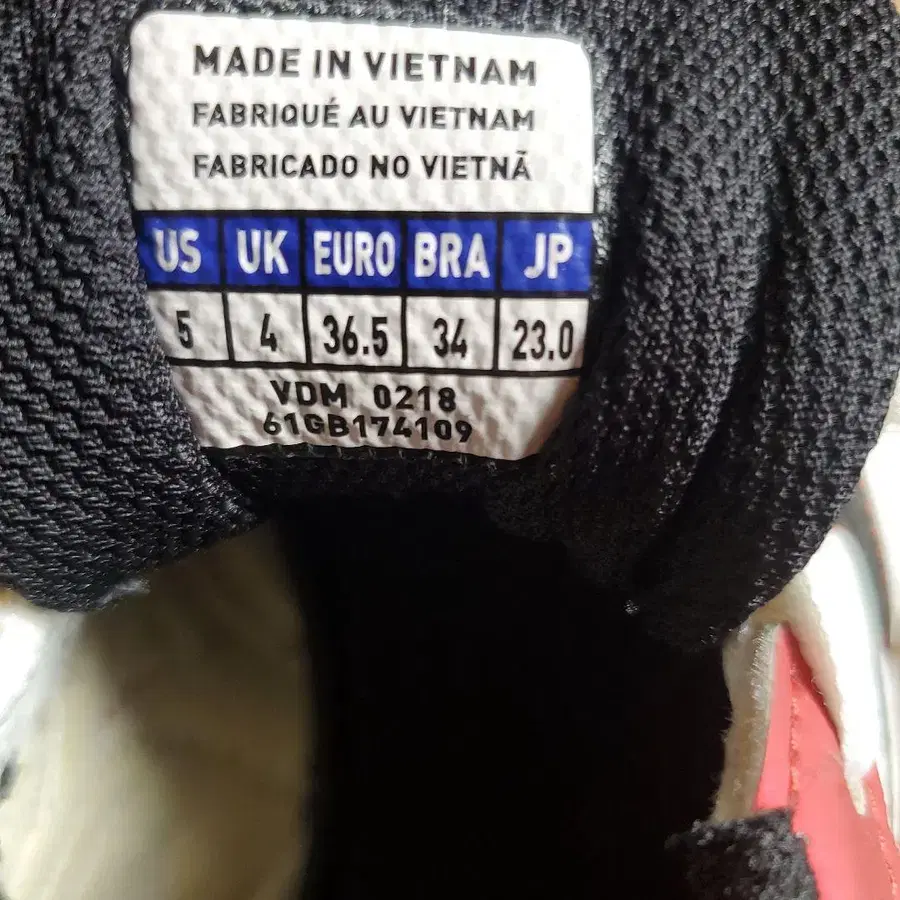 MADE IN VIETNAM
FABRIQUÉ AU VIETNAM
FABRICADO NO VIETNÃ
US UK EURO BRA JP
5 4 36.5 34 23.0
VDM 0218
61GB174109